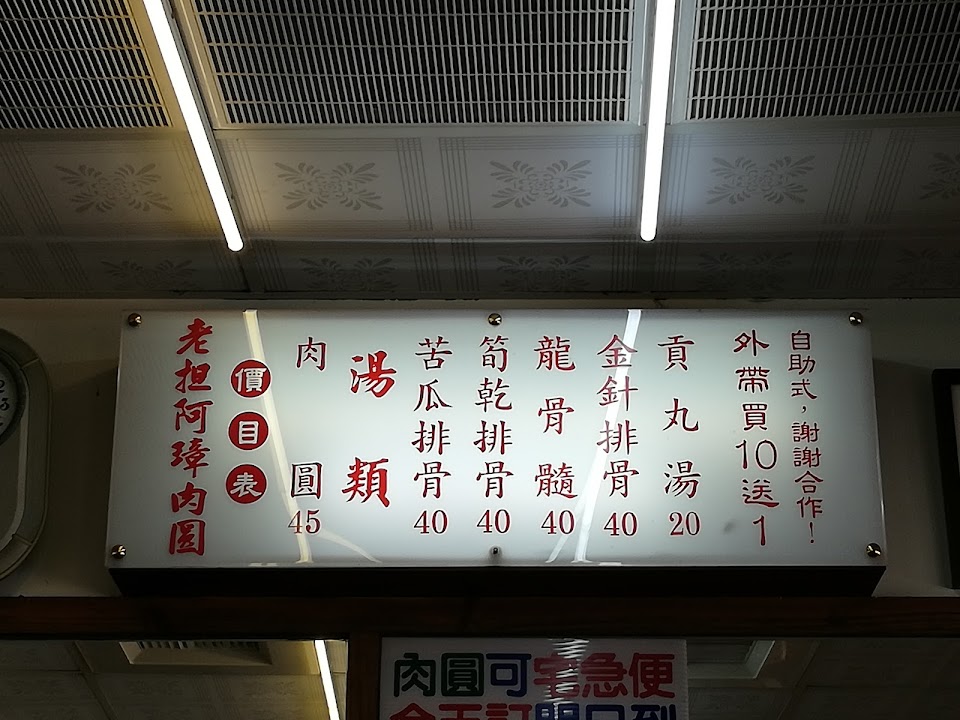 老担阿璋肉圓
價目表
肉圓 45
湯類
苦瓜排骨 40
筍乾排骨 40
龍骨髓 40
金針排骨 40
貢丸湯 20
外帶買10送1
自助式，謝謝合作！
肉圓可宅急便